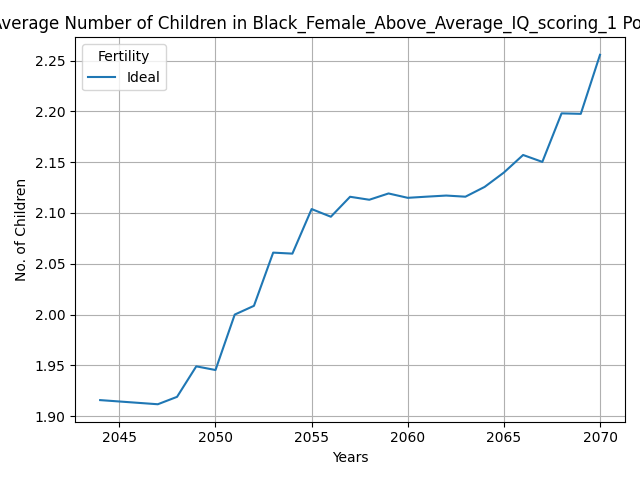 Average Number of Children in Black_Female_Above_Average_IQ_scoring_1 Po
Fertility
Ideal
No. of Children
2.25
2.20
2.15
2.10
2.05
2.00
1.95
1.90
2045 2050 2055 2060 2065 2070
Years